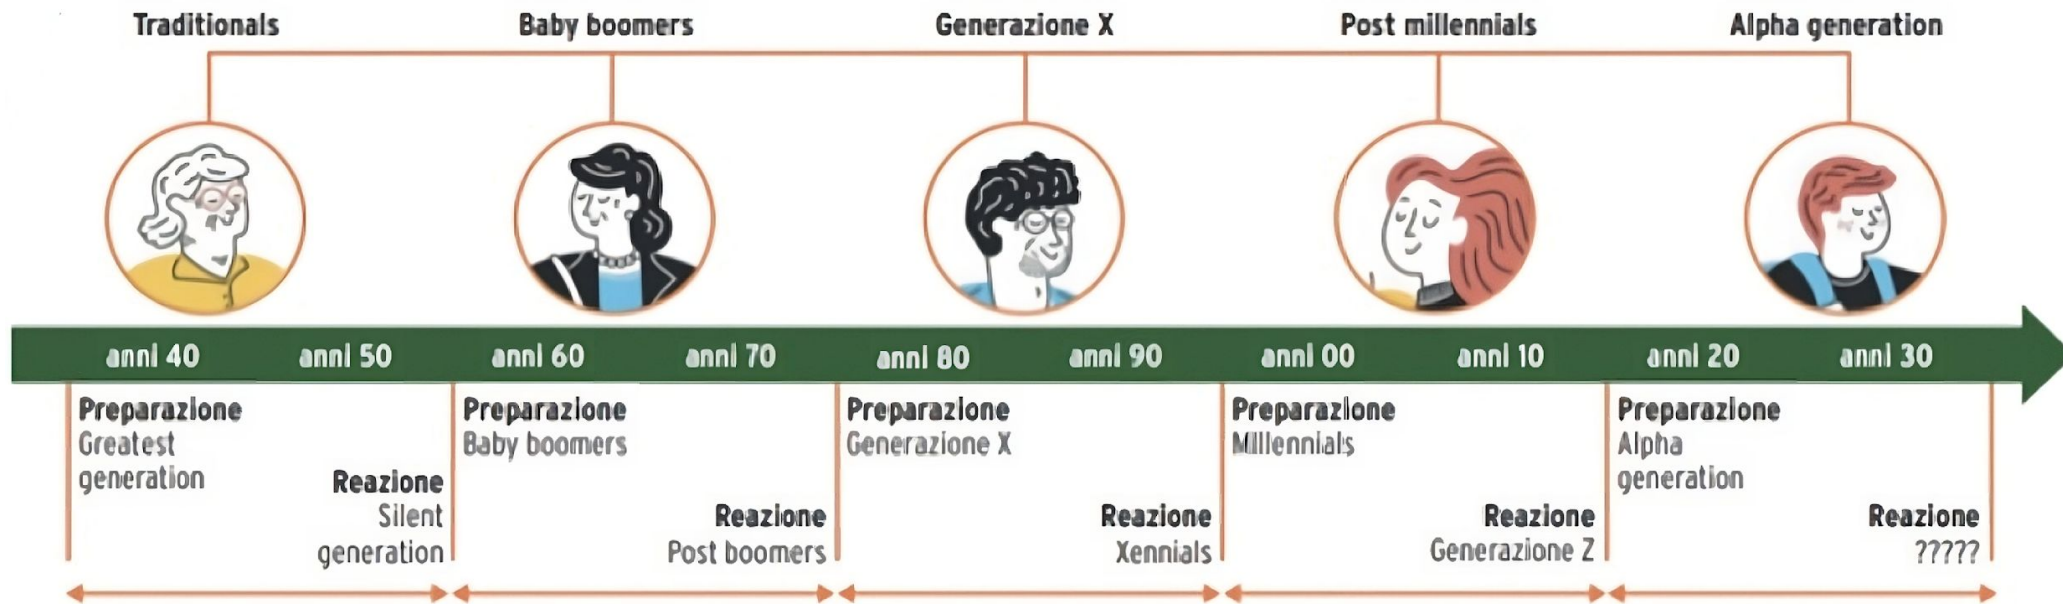 Traditionals
Baby boomers
Generazione X
Post millennials
Alpha generation
anni 40
anni 50
anni 60
anni 70
anni 80
anni 90
anni 00
anni 10
anni 20
anni 30
Preparazione
Greatest
generation
Reazione
Silent
generation
Preparazione
Baby boomers
Reazione
Post boomers
Preparazione
Generazione X
Reazione
Xennials
Preparazione
Millennials
Reazione
Generazione Z
Preparazione
Alpha
generation
Reazione
?????